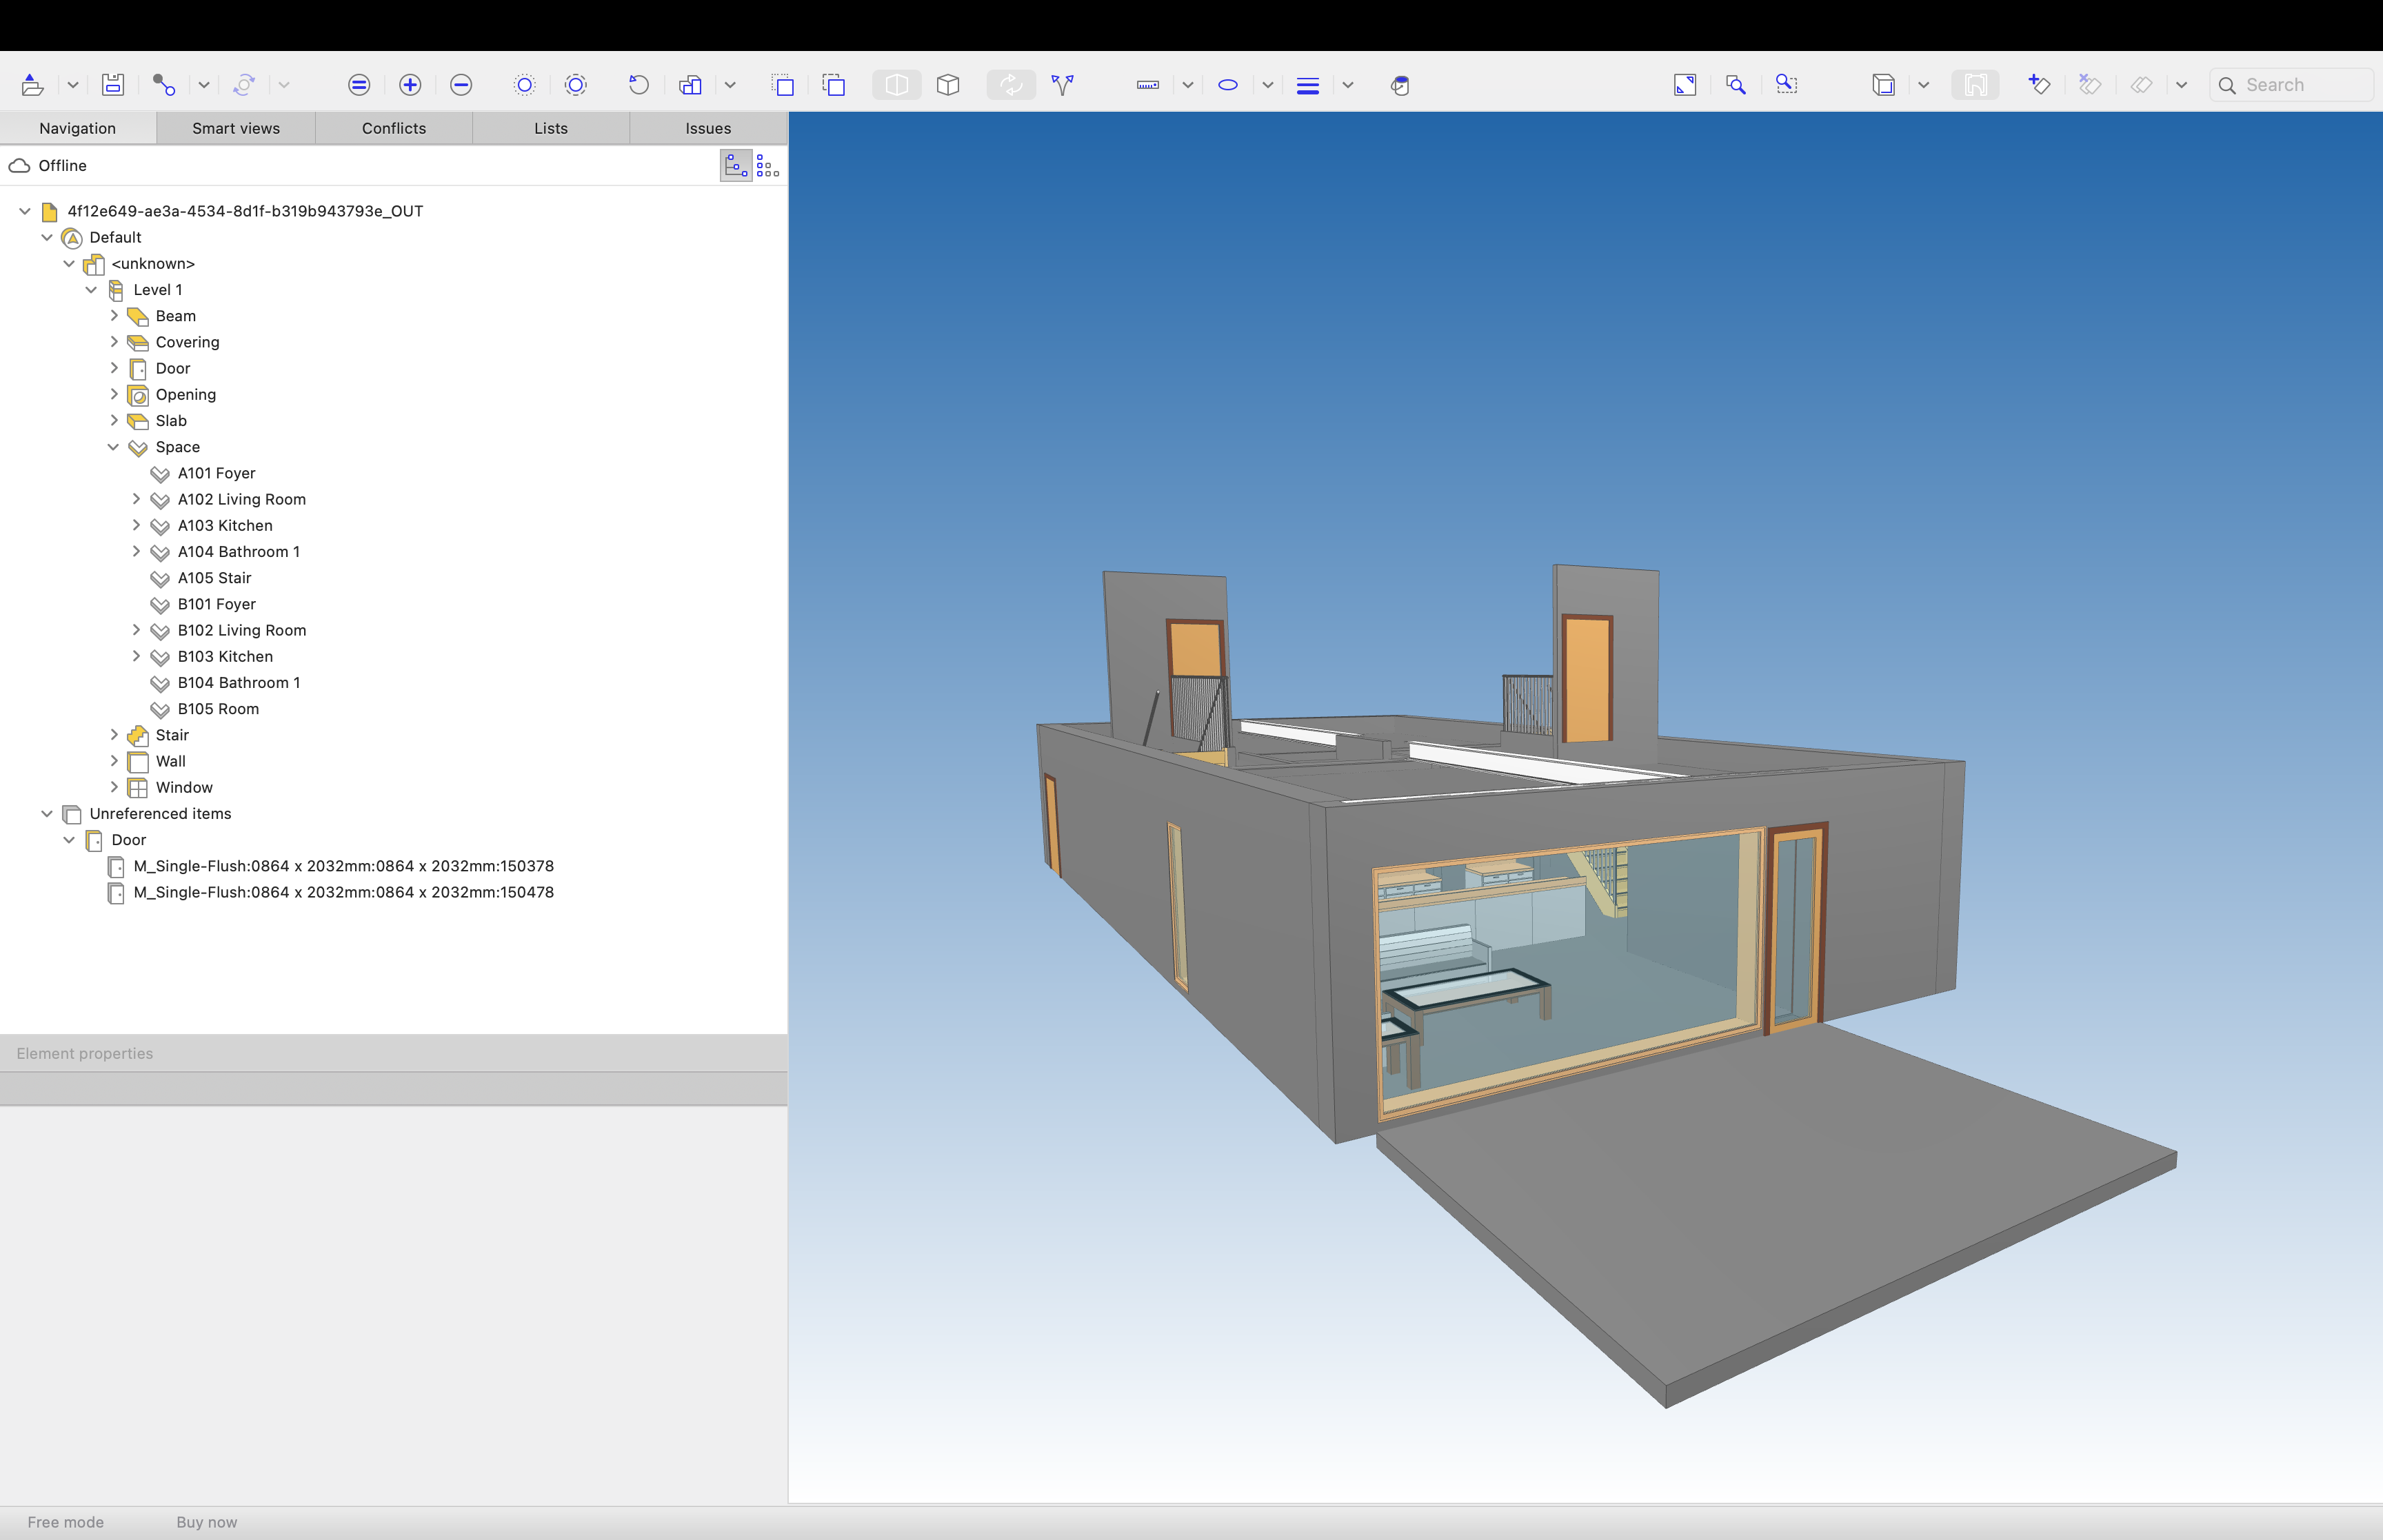 Search
Navigation
Smart views
Conflicts
Lists
Issues
Offline
4f12e649-ae3a-4534-8d1f-b319b943793e_OUT
Default
<unknown>
Level 1
Beam
Covering
Door
Opening
Slab
Space
A101 Foyer
A102 Living Room
A103 Kitchen
A104 Bathroom 1
A105 Stair
B101 Foyer
B102 Living Room
B103 Kitchen
B104 Bathroom 1
B105 Room
Stair
Wall
Window
Unreferenced items
Door
M_Single-Flush:0864 x 2032mm:0864 x 2032mm:150378
M_Single-Flush:0864 x 2032mm:0864 x 2032mm:150478
Element properties
Free mode
Buy now